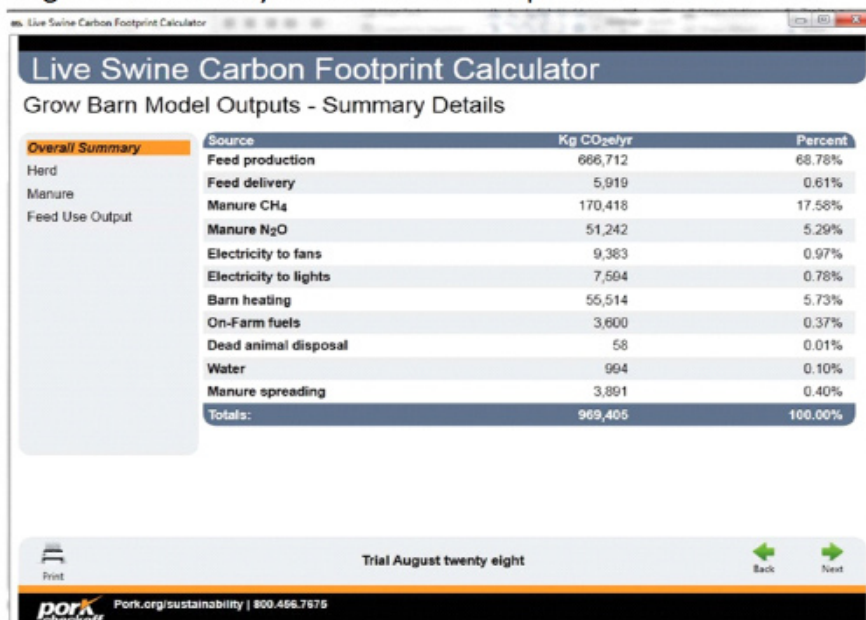 Live Swine Carbon Footprint Calculator
Live Swine Carbon Footprint Calculator
Grow Barn Model Outputs - Summary Details
Overall Summary
Herd
Manure
Feed Use Output
Source Kg CO2e/yr Percent
Feed production 666,712 68.78%
Feed delivery 5,919 0.61%
Manure CH4 170,418 17.58%
Manure N2O 51,242 5.29%
Electricity to fans 9,383 0.97%
Electricity to lights 7,594 0.78%
Barn heating 55,514 5.73%
On-Farm fuels 3,600 0.37%
Dead animal disposal 58 0.01%
Water 994 0.10%
Manure spreading 3,891 0.40%
Totals: 969,405 100.00%
Print
Trial August twenty eight
Back Next
pork checkoff
Pork.org/sustainability | 800.456.7675